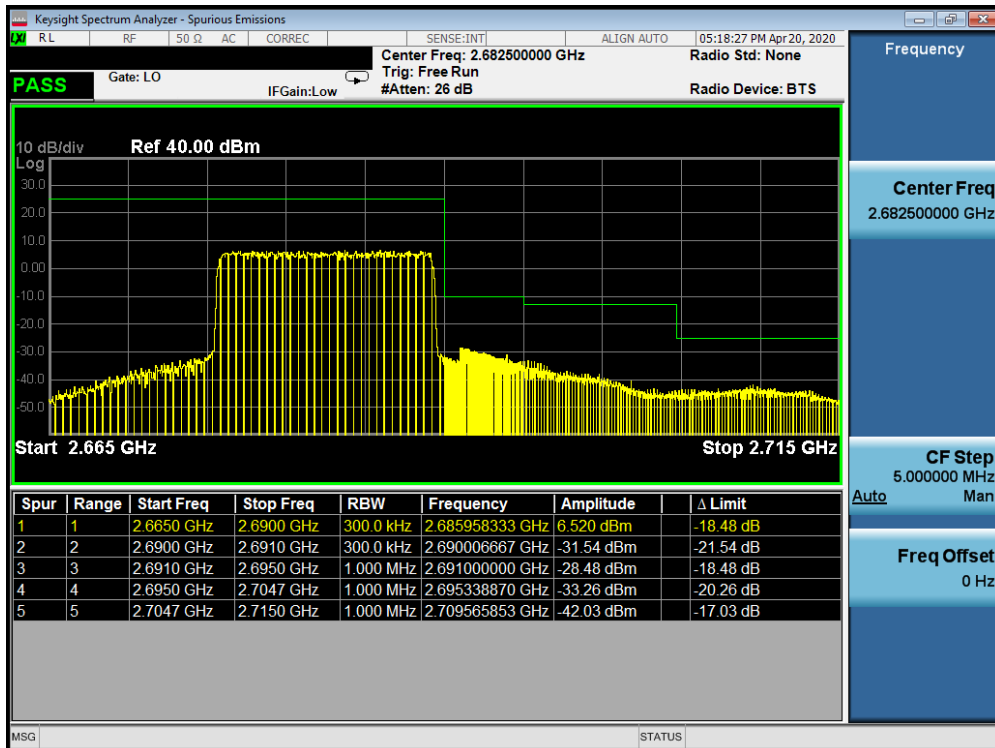 Keysight Spectrum Analyzer - Spurious Emissions
LXI RL RF 50 Ω AC CORREC SENSE:INT ALIGN AUTO 05:18:27 PM Apr 20, 2020
Center Freq: 2.682500000 GHz Radio Std: None
PASS Gate: LO Trig: Free Run
IFGain:Low #Atten: 26 dB Radio Device: BTS
10 dB/div Ref 40.00 dBm
Log
30.0
20.0
10.0
0.00
-10.0
-20.0
-30.0
-40.0
-50.0
Start 2.665 GHz Stop 2.715 GHz
Spur Range Start Freq Stop Freq RBW Frequency Amplitude Δ Limit
1 1 2.6650 GHz 2.6900 GHz 300.0 kHz 2.685958333 GHz 6.520 dBm -18.48 dB
2 2 2.6900 GHz 2.6910 GHz 300.0 kHz 2.690006667 GHz -31.54 dBm -21.54 dB
3 3 2.6910 GHz 2.6950 GHz 1.000 MHz 2.691000000 GHz -28.48 dBm -18.48 dB
4 4 2.6950 GHz 2.7047 GHz 1.000 MHz 2.695338870 GHz -33.26 dBm -20.26 dB
5 5 2.7047 GHz 2.7150 GHz 1.000 MHz 2.709565853 GHz -42.03 dBm -17.03 dB
MSG STATUS
Frequency
Center Freq
2.682500000 GHz
CF Step
5.000000 MHz
Auto Man
Freq Offset
0 Hz